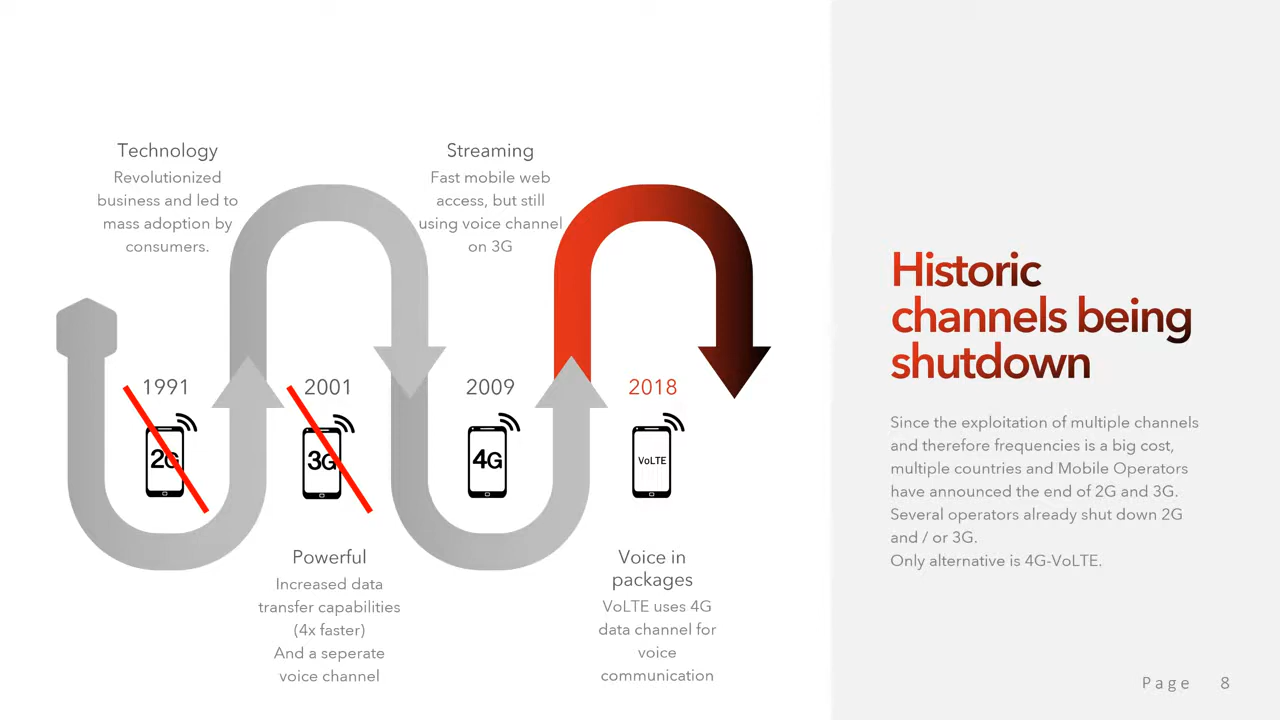 Technology
Revolutionized
business and led to
mass adoption by
consumers.
Streaming
Fast mobile web
access, but still
using voice channel
on 3G
1991
2001
2009
2018
2G
3G
4G
VoLTE
Powerful
Increased data
transfer capabilities
(4x faster)
And a seperate
voice channel
Voice in
packages
VoLTE uses 4G
data channel for
voice
communication
Historic
channels being
shutdown
Since the exploitation of multiple channels
and therefore frequencies is a big cost,
multiple countries and Mobile Operators
have announced the end of 2G and 3G.
Several operators already shut down 2G
and / or 3G.
Only alternative is 4G-VoLTE.
Page 8